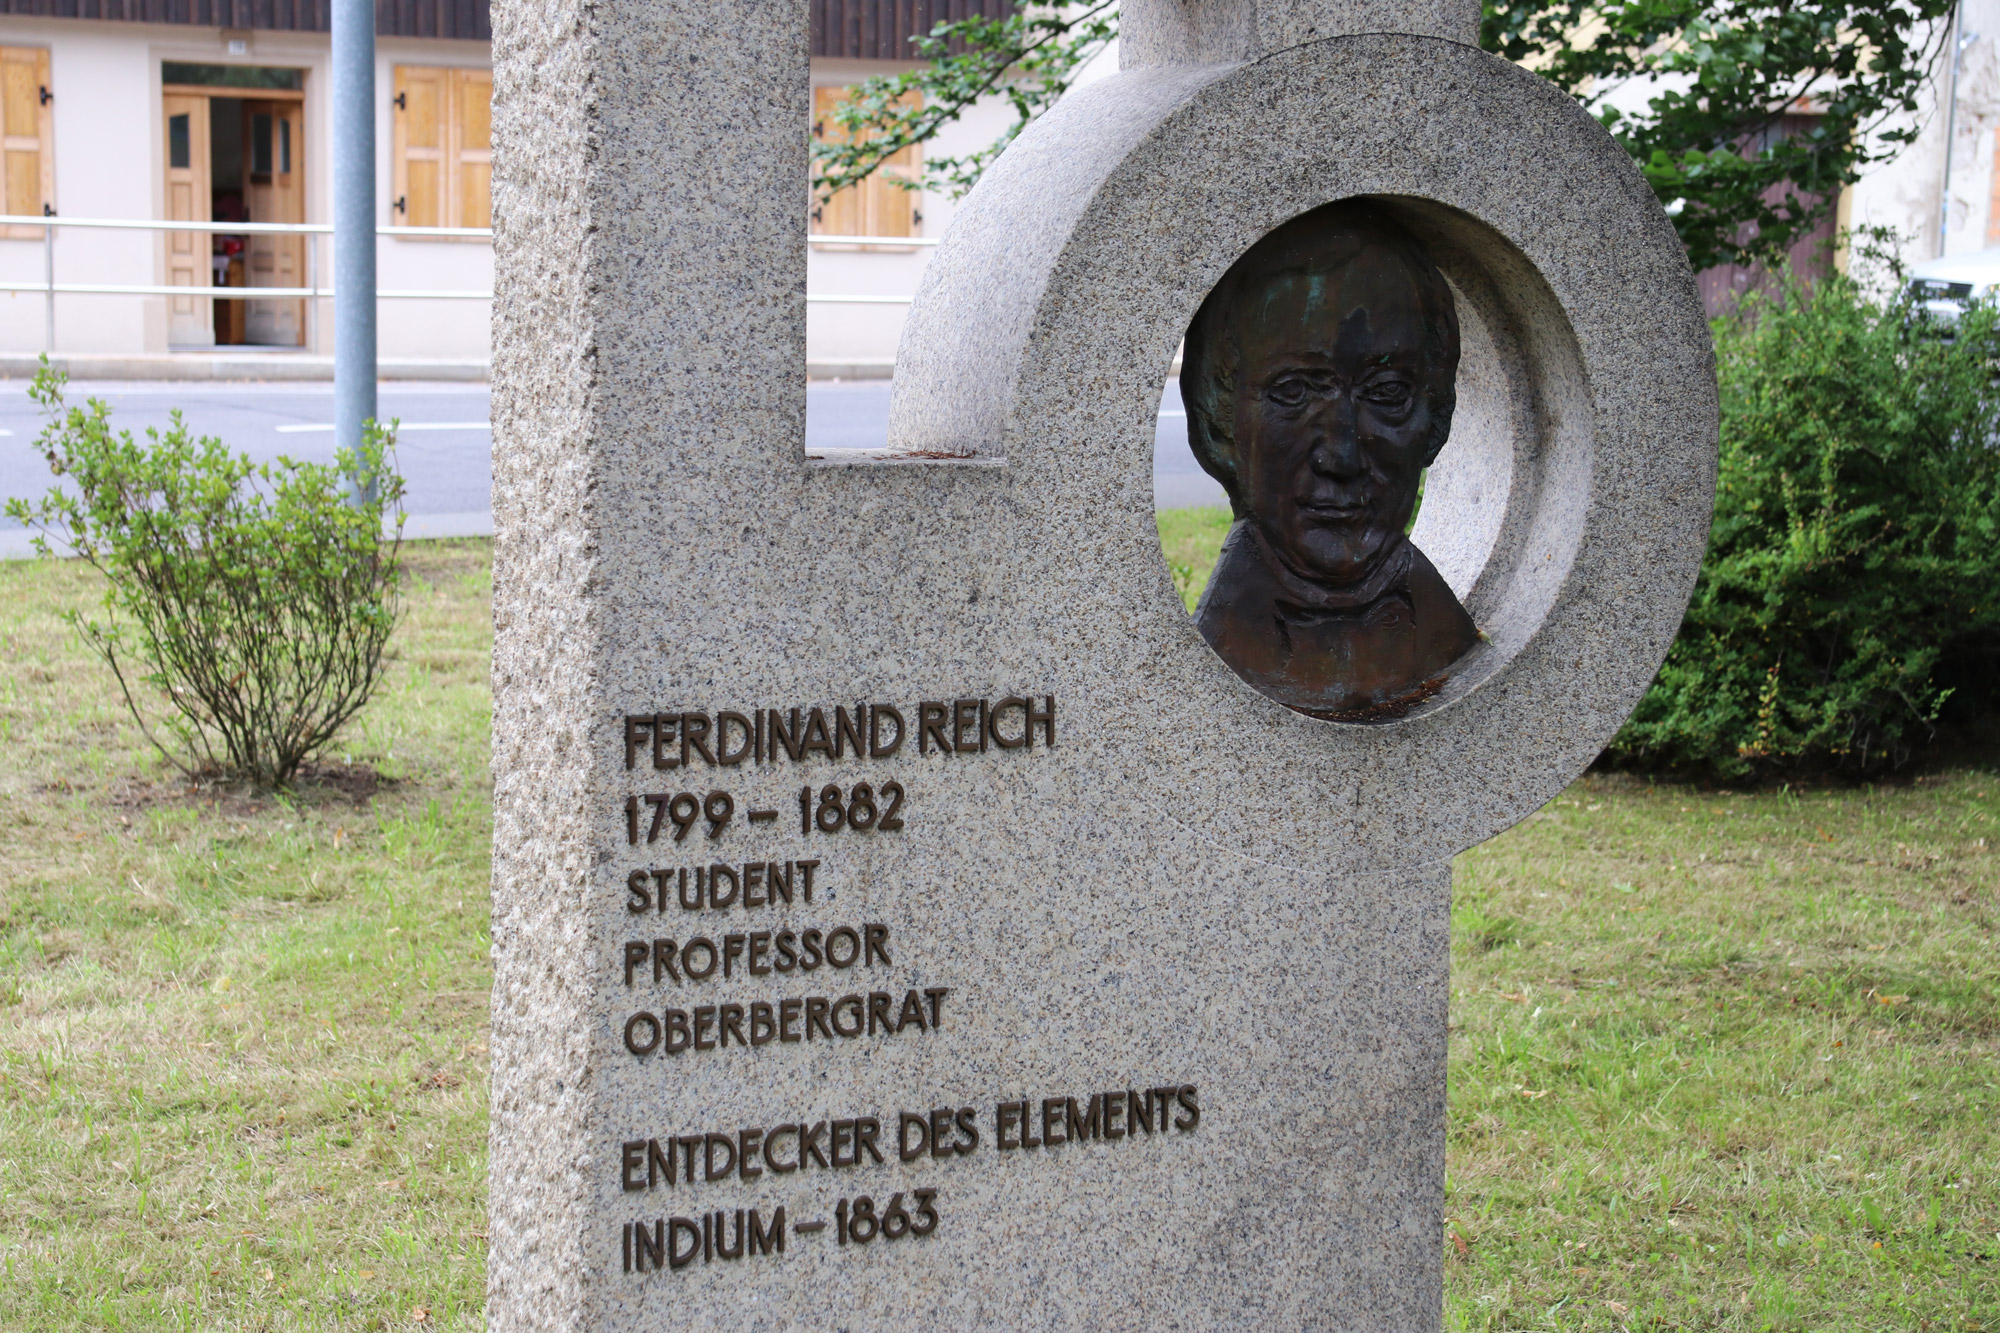 FERDINAND REICH
1799 – 1882
STUDENT
PROFESSOR
OBERBERGRAT
ENTDECKER DES ELEMENTS
INDIUM – 1863